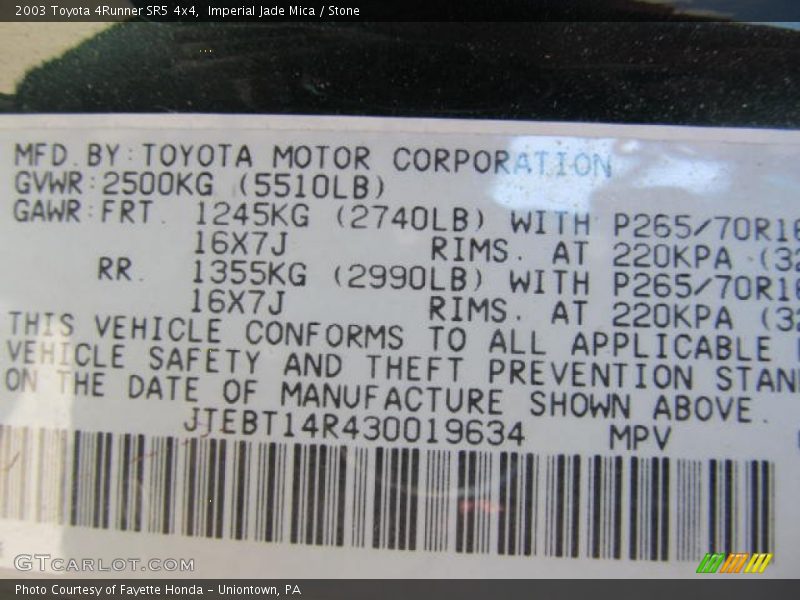 2003 Toyota 4Runner SR5 4x4, Imperial Jade Mica / Stone
MFD. BY: TOYOTA MOTOR CORPORATION
GVWR: 2500KG (5510LB)
GAWR: FRT. 1245KG (2740LB) WITH P265/70R16
16X7J RIMS. AT 220KPA (32
RR. 1355KG (2990LB) WITH P265/70R16
16X7J RIMS. AT 220KPA (32
THIS VEHICLE CONFORMS TO ALL APPLICABLE
VEHICLE SAFETY AND THEFT PREVENTION STAN
ON THE DATE OF MANUFACTURE SHOWN ABOVE.
JTEBT14R430019634 MPV
GTCARLOT.COM
Photo Courtesy of Fayette Honda - Uniontown, PA